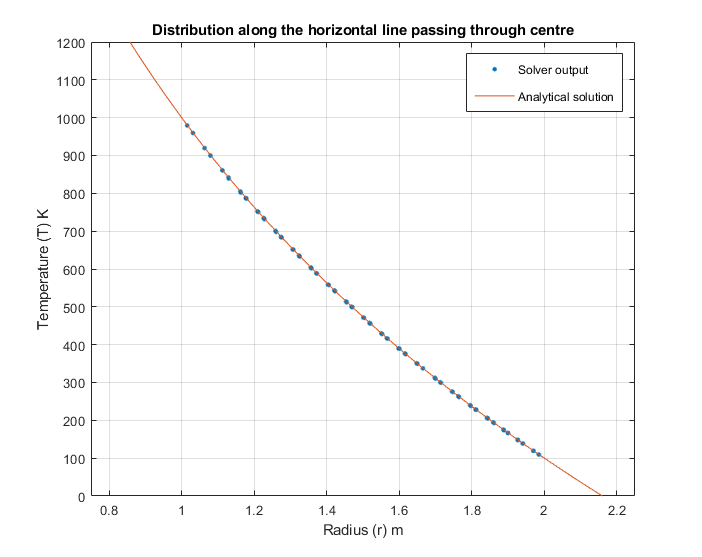 Distribution along the horizontal line passing through centre
Solver output
Analytical solution
Temperature (T) K
1200
1100
1000
900
800
700
600
500
400
300
200
100
0
0.8 1 1.2 1.4 1.6 1.8 2 2.2
Radius (r) m